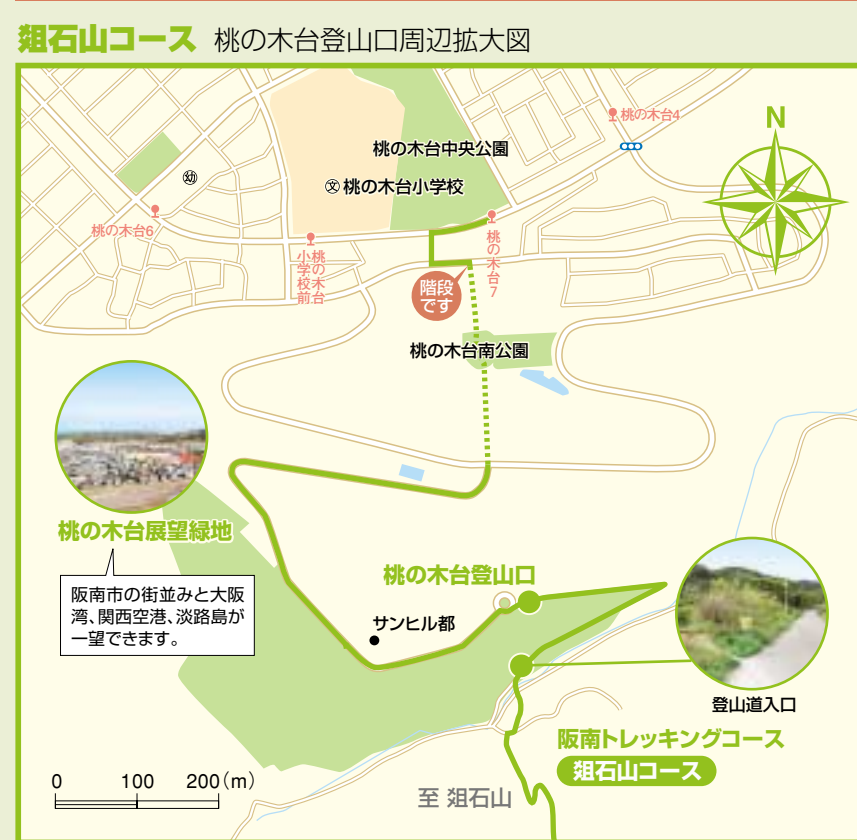 俎石山コース 桃の木台登山口周辺拡大図
桃の木台4
N
桃の木台中央公園
幼
文 桃の木台小学校
桃の木台6
桃の木台
小学校前
桃の木台7
階段
です
桃の木台南公園
桃の木台展望緑地
阪南市の街並みと大阪
湾、関西空港、淡路島が
一望できます。
桃の木台登山口
サンヒル都
登山道入口
阪南トレッキングコース
俎石山コース
0 100 200(m)
至 俎石山